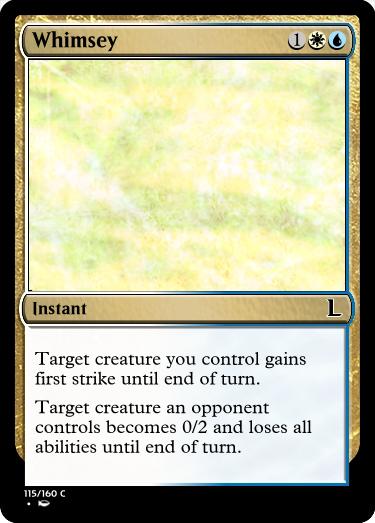 Whimsey 1
Instant L
Target creature you control gains
first strike until end of turn.
Target creature an opponent
controls becomes 0/2 and loses all
abilities until end of turn.
115/160 C